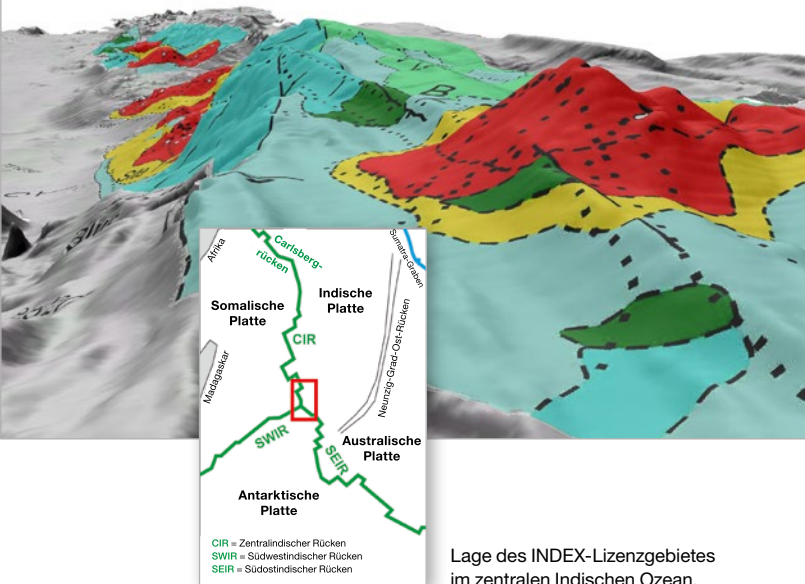 B
Afrika
Carlsberg-
rücken
Sumatra-Graben
Somalische
Platte
Indische
Platte
Neunzig-Grad-Ost-Rücken
CIR
Madagaskar
SWIR
SEIR
Australische
Platte
Antarktische
Platte
CIR = Zentralindischer Rücken
SWIR = Südwestindischer Rücken
SEIR = Südostindischer Rücken
Lage des INDEX-Lizenzgebietes
im zentralen Indischen Ozean